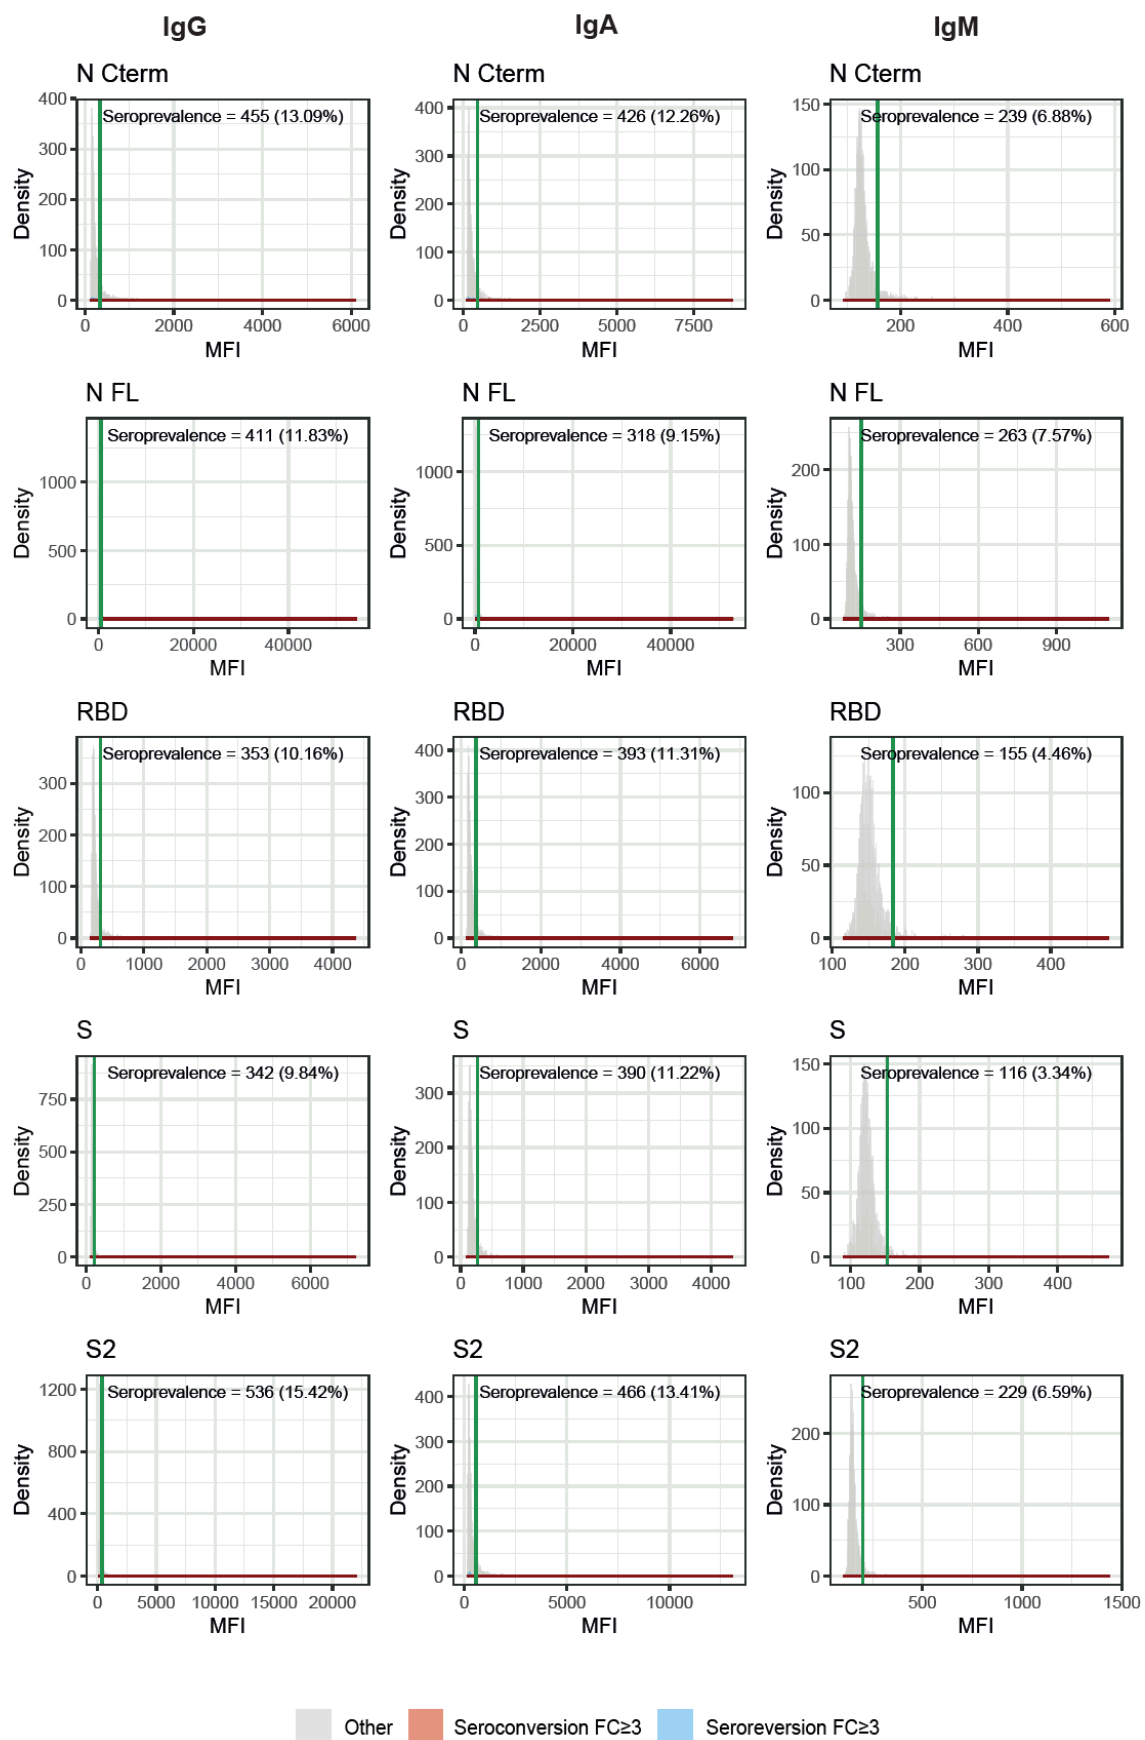 IgG IgA IgM
N Cterm N Cterm N Cterm
Seroprevalence = 455 (13.09%) Seroprevalence = 426 (12.26%) Seroprevalence = 239 (6.88%)
Density 400 300 200 100 0
0 2000 4000 6000
MFI
Density 400 300 200 100 0
0 2500 5000 7500
MFI
Density 150 100 50 0
200 400 600
MFI
N FL N FL N FL
Seroprevalence = 411 (11.83%) Seroprevalence = 318 (9.15%) Seroprevalence = 263 (7.57%)
Density 1000 500 0
0 20000 40000
MFI
Density 1000 500 0
0 20000 40000
MFI
Density 200 100 0
300 600 900
MFI
RBD RBD RBD
Seroprevalence = 353 (10.16%) Seroprevalence = 393 (11.31%) Seroprevalence = 155 (4.46%)
Density 300 200 100 0
0 1000 2000 3000 4000
MFI
Density 400 300 200 100 0
0 2000 4000 6000
MFI
Density 100 50 0
100 200 300 400
MFI
S S S
Seroprevalence = 342 (9.84%) Seroprevalence = 390 (11.22%) Seroprevalence = 116 (3.34%)
Density 750 500 250 0
0 2000 4000 6000
MFI
Density 300 200 100 0
0 1000 2000 3000 4000
MFI
Density 150 100 50 0
100 200 300 400
MFI
S2 S2 S2
Seroprevalence = 536 (15.42%) Seroprevalence = 466 (13.41%) Seroprevalence = 229 (6.59%)
Density 1200 800 400 0
0 5000 10000 15000 20000
MFI
Density 400 300 200 100 0
0 5000 10000
MFI
Density 200 100 0
500 1000 1500
MFI
Other Seroconversion FC≥3 Seroreversion FC≥3